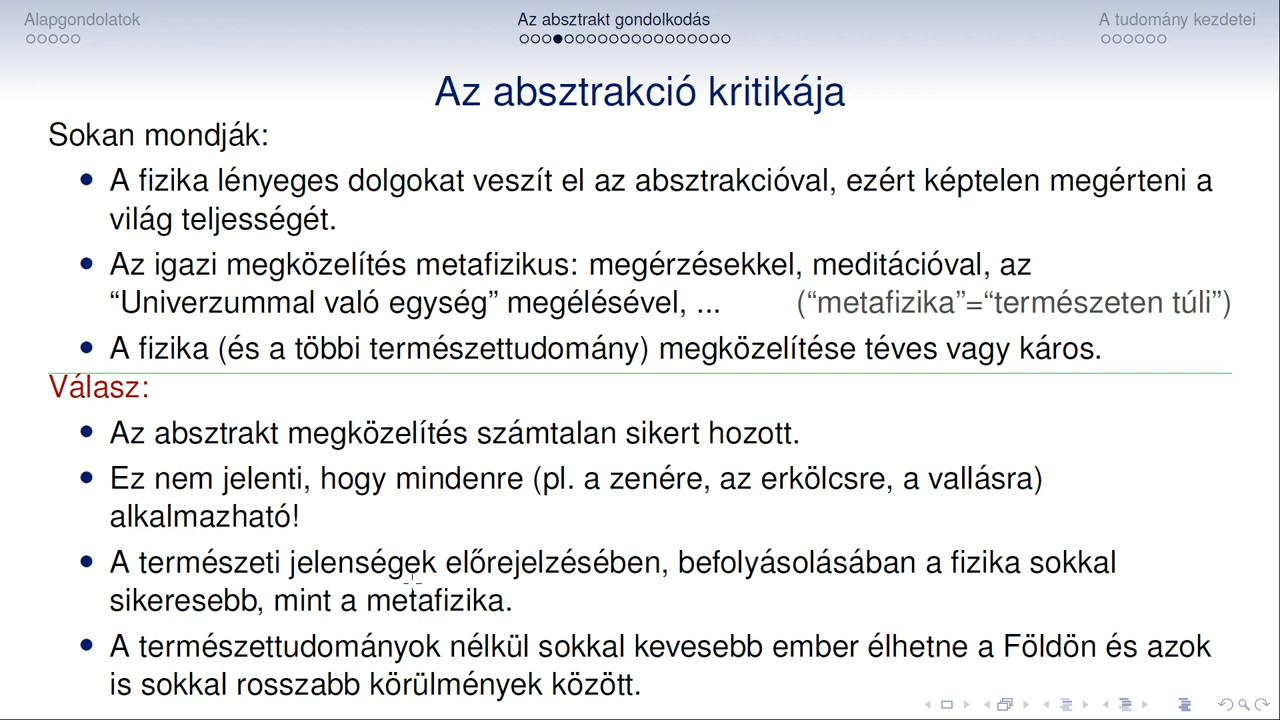 Alapgondolatok
Az absztrakt gondolkodás
A tudomány kezdetei
Az absztrakció kritikája
Sokan mondják:
A fizika lényeges dolgokat veszít el az absztrakcióval, ezért képtelen megérteni a
világ teljességét.
Az igazi megközelítés metafizikus: megérzésekkel, meditációval, az
“Univerzummal való egység” megélésével, ... (“metafizika”=“természeten túli”)
A fizika (és a többi természettudomány) megközelítése téves vagy káros.
Válasz:
Az absztrakt megközelítés számtalan sikert hozott.
Ez nem jelenti, hogy mindenre (pl. a zenére, az erkölcsre, a vallásra)
alkalmazható!
A természeti jelenségek előrejelzésében, befolyásolásában a fizika sokkal
sikeresebb, mint a metafizika.
A természettudományok nélkül sokkal kevesebb ember élhetne a Földön és azok
is sokkal rosszabb körülmények között.